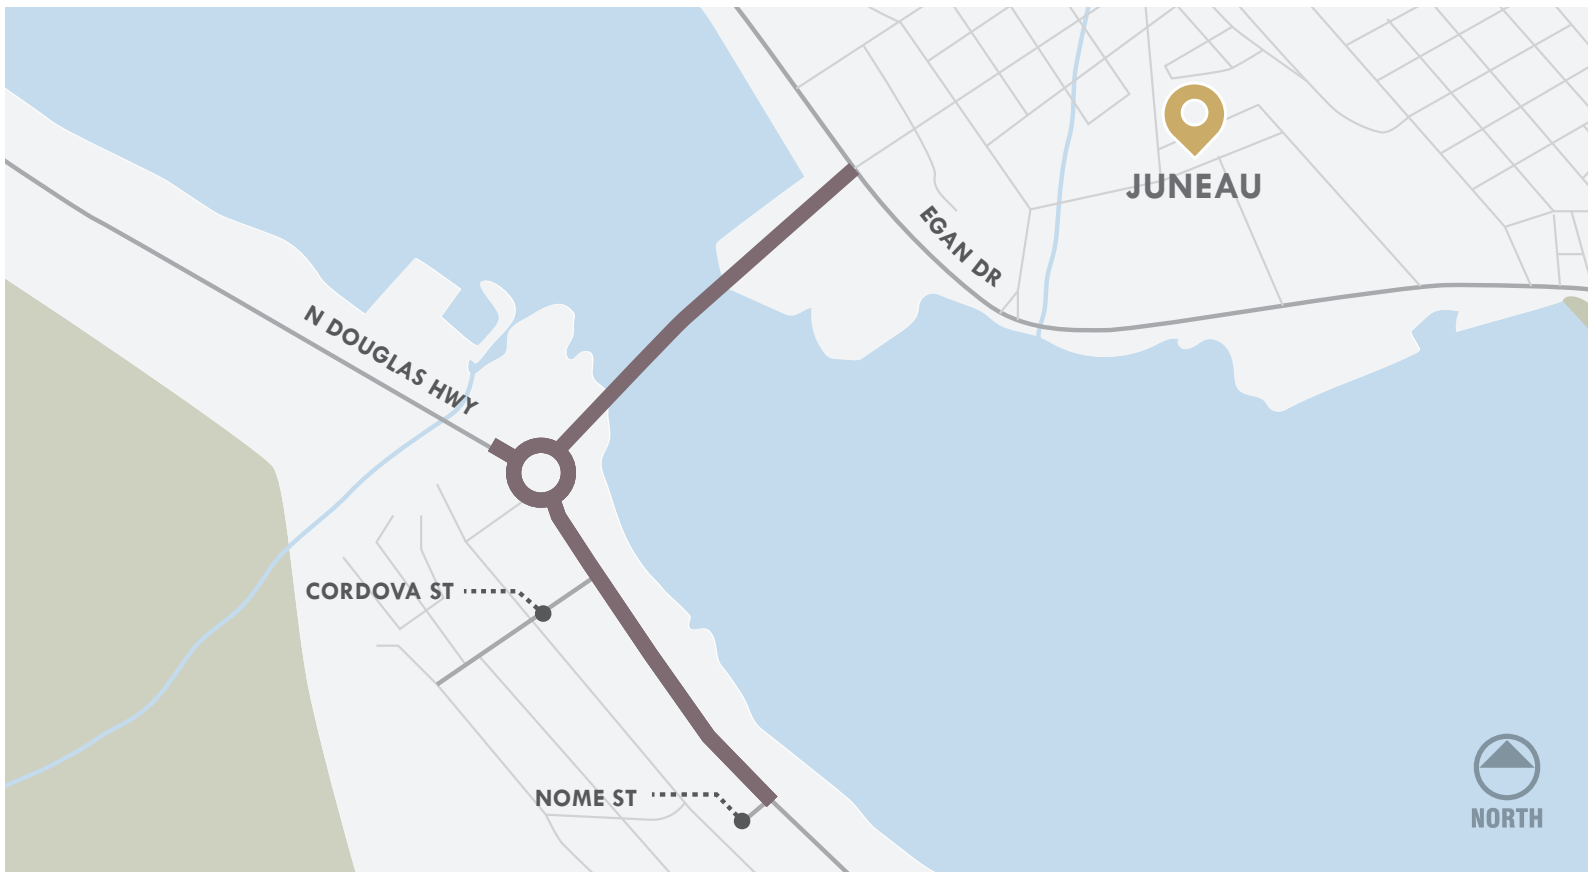 JUNEAU
EGAN DR
N DOUGLAS HWY
CORDOVA ST
NOME ST
NORTH